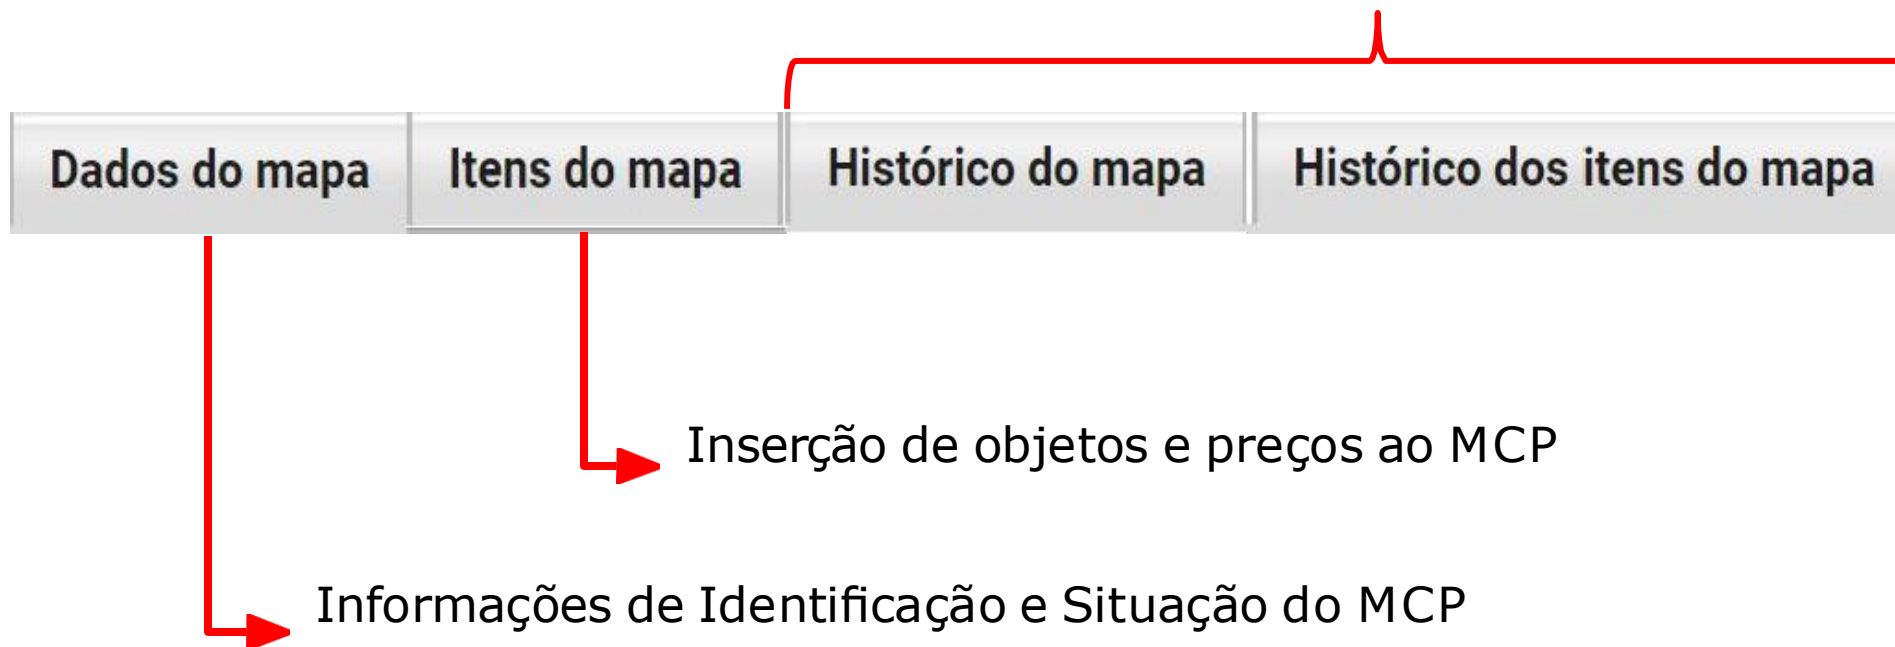 Dados do mapa Itens do mapa Histórico do mapa Histórico dos itens do mapa
Inserção de objetos e preços ao MCP
Informações de Identificação e Situação do MCP